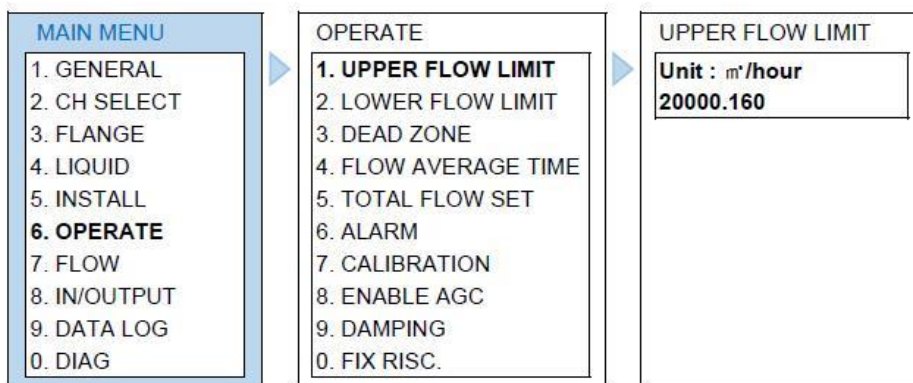 MAIN MENU
1. GENERAL
2. CH SELECT
3. FLANGE
4. LIQUID
5. INSTALL
6. OPERATE
7. FLOW
8. IN/OUTPUT
9. DATA LOG
0. DIAG
OPERATE
1. UPPER FLOW LIMIT
2. LOWER FLOW LIMIT
3. DEAD ZONE
4. FLOW AVERAGE TIME
5. TOTAL FLOW SET
6. ALARM
7. CALIBRATION
8. ENABLE AGC
9. DAMPING
0. FIX RISC.
UPPER FLOW LIMIT
Unit : ㎥/hour
20000.160